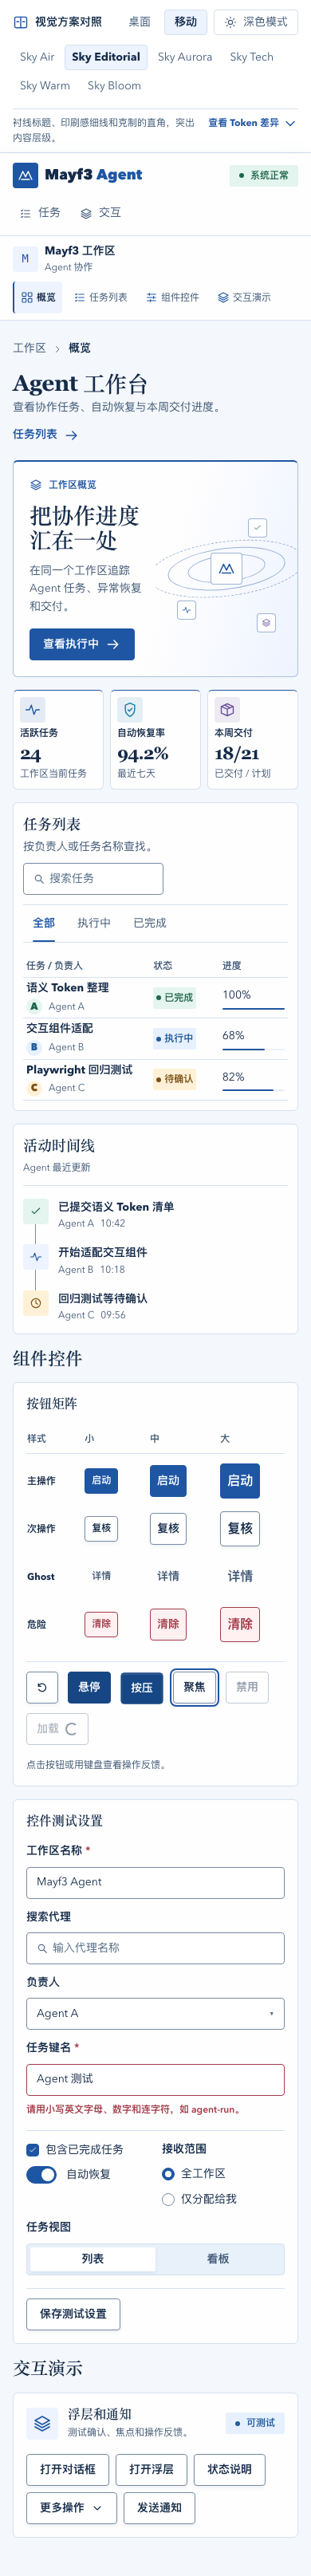 视觉方案对照 桌面 移动 深色模式
Sky Air Sky Editorial Sky Aurora Sky Tech
Sky Warm Sky Bloom
衬线标题、印刷感细线和克制的直角，突出内容层级。 查看 Token 差异
Mayf3 Agent 系统正常
任务 交互
M Mayf3 工作区
Agent 协作
概览 任务列表 组件控件 交互演示
工作区 › 概览
Agent 工作台
查看协作任务、自动恢复与本周交付进度。
任务列表 →
工作区概览
把协作进度
汇在一处
在同一个工作区追踪
Agent 任务、异常恢复
和交付。
查看执行中 →
活跃任务 自动恢复率 本周交付
24 94.2% 18/21
工作区当前任务 最近七天 已交付 / 计划
任务列表
按负责人或任务名称查找。
搜索任务
全部 执行中 已完成
任务 / 负责人 状态 进度
语义 Token 整理 已完成 100%
A Agent A
交互组件适配 执行中 68%
B Agent B
Playwright 回归测试 待确认 82%
C Agent C
活动时间线
Agent 最近更新
已提交语义 Token 清单
Agent A 10:42
开始适配交互组件
Agent B 10:18
回归测试等待确认
Agent C 09:56
组件控件
按钮矩阵
样式 小 中 大
主操作 启动 启动 启动
次操作 复核 复核 复核
Ghost 详情 详情 详情
危险 清除 清除 清除
悬停 按压 聚焦 禁用
加载
点击按钮或用键盘查看操作反馈。
控件测试设置
工作区名称 *
Mayf3 Agent
搜索代理
输入代理名称
负责人
Agent A
任务键名 *
Agent 测试
请用小写英文字母、数字和连字符，如 agent-run。
包含已完成任务 接收范围
自动恢复 全工作区
仅分配给我
任务视图
列表 看板
保存测试设置
交互演示
浮层和通知
测试确认、焦点和操作反馈。 可测试
打开对话框 打开浮层 状态说明
更多操作 发送通知